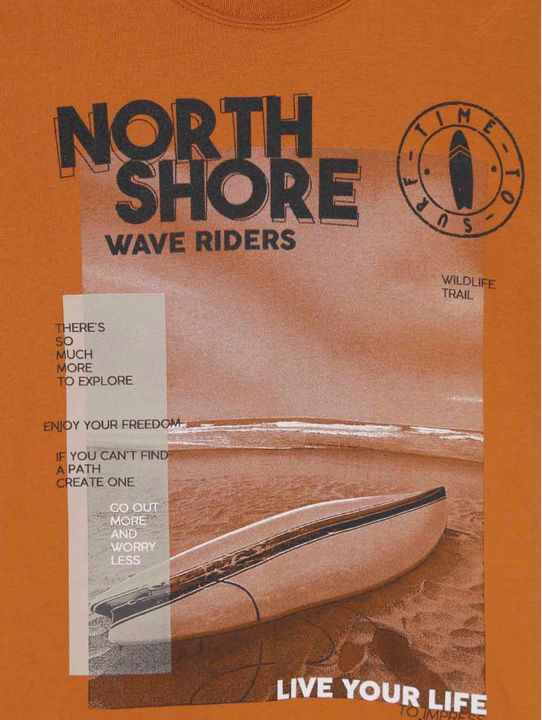 NORTH
SHORE
WAVE RIDERS
TIME-TO-SURF-
WILDLIFE
TRAIL
THERE'S
SO
MUCH
MORE
TO EXPLORE
ENJOY YOUR FREEDOM
IF YOU CAN'T FIND
A PATH
CREATE ONE
GO OUT
MORE
AND
WORRY
LESS
LIVE YOUR LIFE
TO IMPRESS